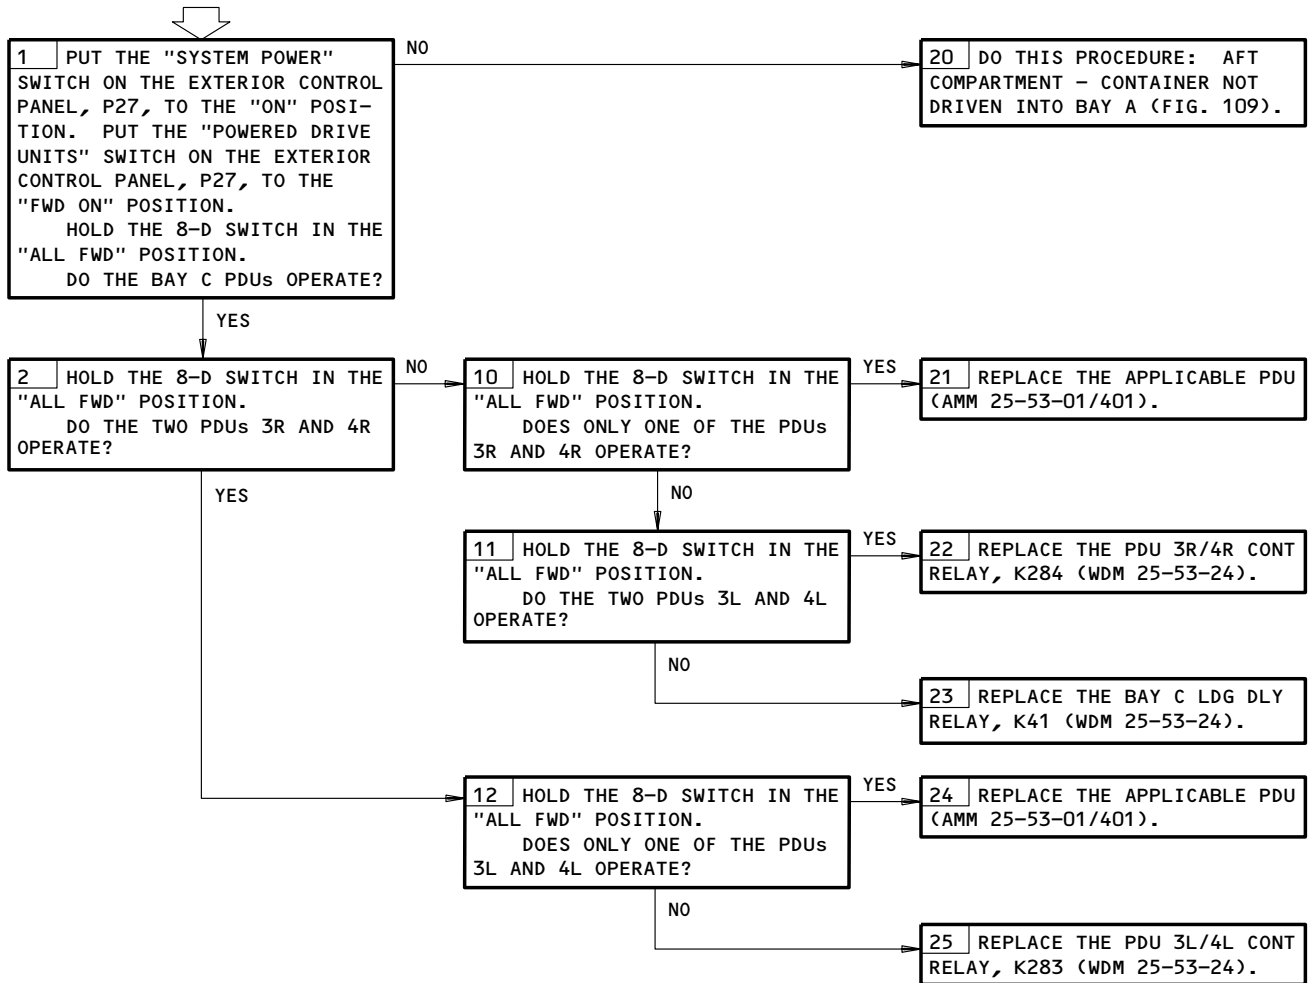 1 PUT THE "SYSTEM POWER"
SWITCH ON THE EXTERIOR CONTROL
PANEL, P27, TO THE "ON" POSI-
TION. PUT THE "POWERED DRIVE
UNITS" SWITCH ON THE EXTERIOR
CONTROL PANEL, P27, TO THE
"FWD ON" POSITION.
HOLD THE 8-D SWITCH IN THE
"ALL FWD" POSITION.
DO THE BAY C PDUs OPERATE?
NO
20 DO THIS PROCEDURE: AFT
COMPARTMENT - CONTAINER NOT
DRIVEN INTO BAY A (FIG. 109).
YES
2 HOLD THE 8-D SWITCH IN THE
"ALL FWD" POSITION.
DO THE TWO PDUs 3R AND 4R
OPERATE?
NO
10 HOLD THE 8-D SWITCH IN THE
"ALL FWD" POSITION.
DOES ONLY ONE OF THE PDUs
3R AND 4R OPERATE?
YES
21 REPLACE THE APPLICABLE PDU
(AMM 25-53-01/401).
YES
NO
11 HOLD THE 8-D SWITCH IN THE
"ALL FWD" POSITION.
DO THE TWO PDUs 3L AND 4L
OPERATE?
YES
22 REPLACE THE PDU 3R/4R CONT
RELAY, K284 (WDM 25-53-24).
NO
23 REPLACE THE BAY C LDG DLY
RELAY, K41 (WDM 25-53-24).
12 HOLD THE 8-D SWITCH IN THE
"ALL FWD" POSITION.
DOES ONLY ONE OF THE PDUs
3L AND 4L OPERATE?
YES
24 REPLACE THE APPLICABLE PDU
(AMM 25-53-01/401).
NO
25 REPLACE THE PDU 3L/4L CONT
RELAY, K283 (WDM 25-53-24).